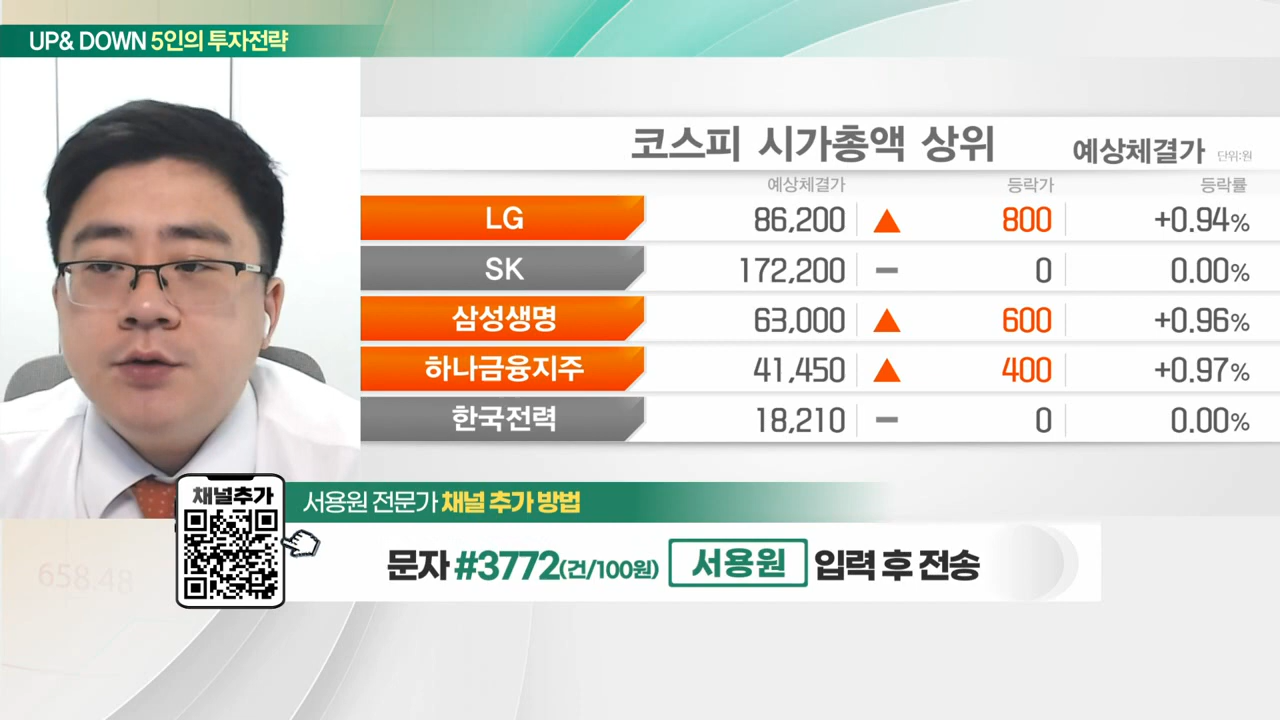 UP& DOWN 5인의 투자전략
코스피 시가총액 상위 예상체결가 단위:원
예상체결가 등락가 등락률
LG 86,200 ▲ 800 +0.94%
SK 172,200 - 0 0.00%
삼성생명 63,000 ▲ 600 +0.96%
하나금융지주 41,450 ▲ 400 +0.97%
한국전력 18,210 - 0 0.00%
채널추가
서용원 전문가 채널 추가 방법
문자 #3772(건/100원) 서용원 입력 후 전송
658.48